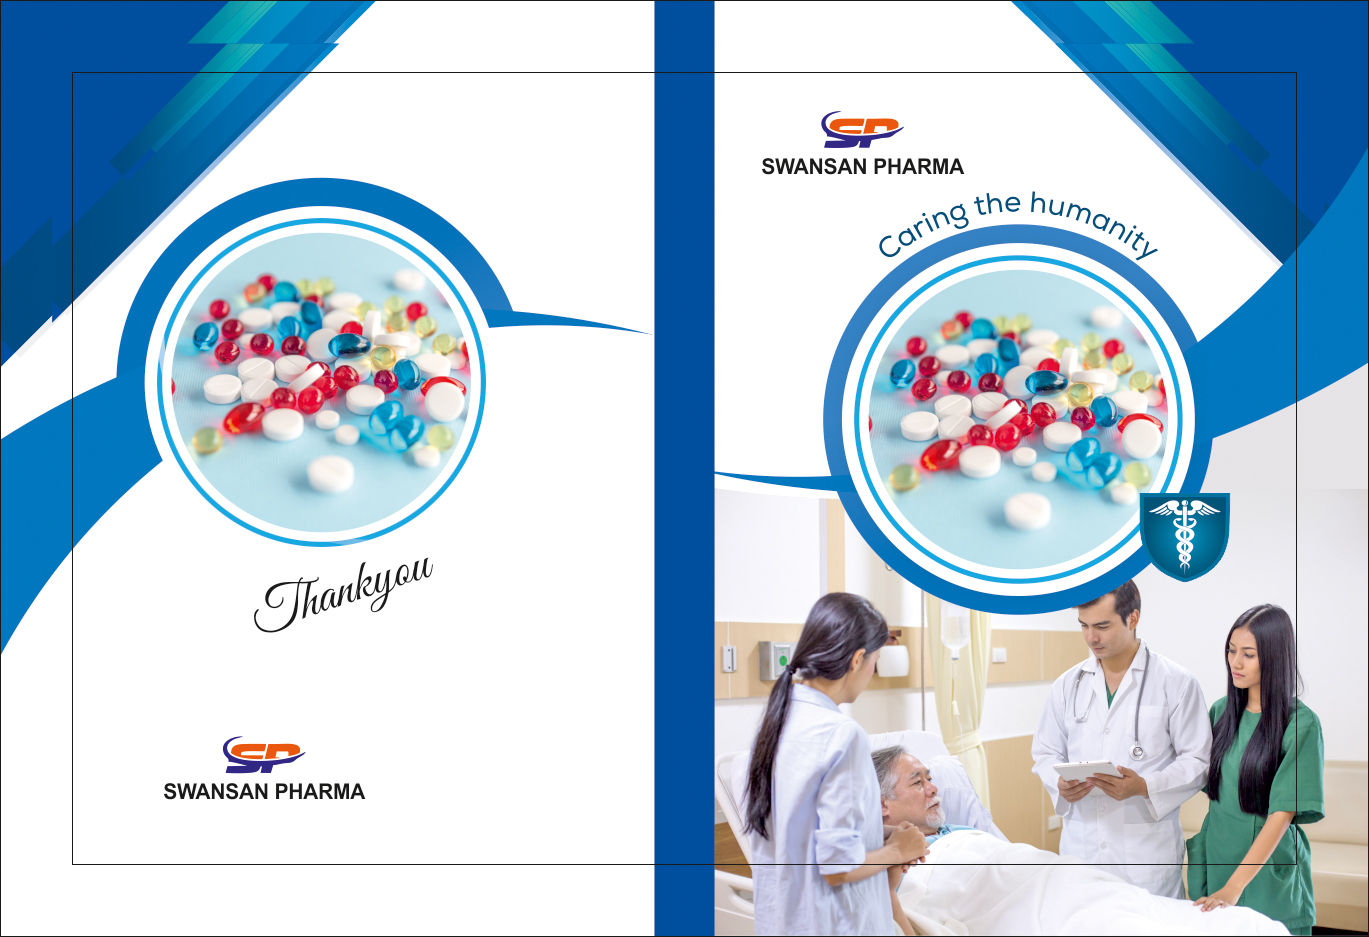 SP
SWANSAN PHARMA
Caring the humanity
Thankyou
SP
SWANSAN PHARMA